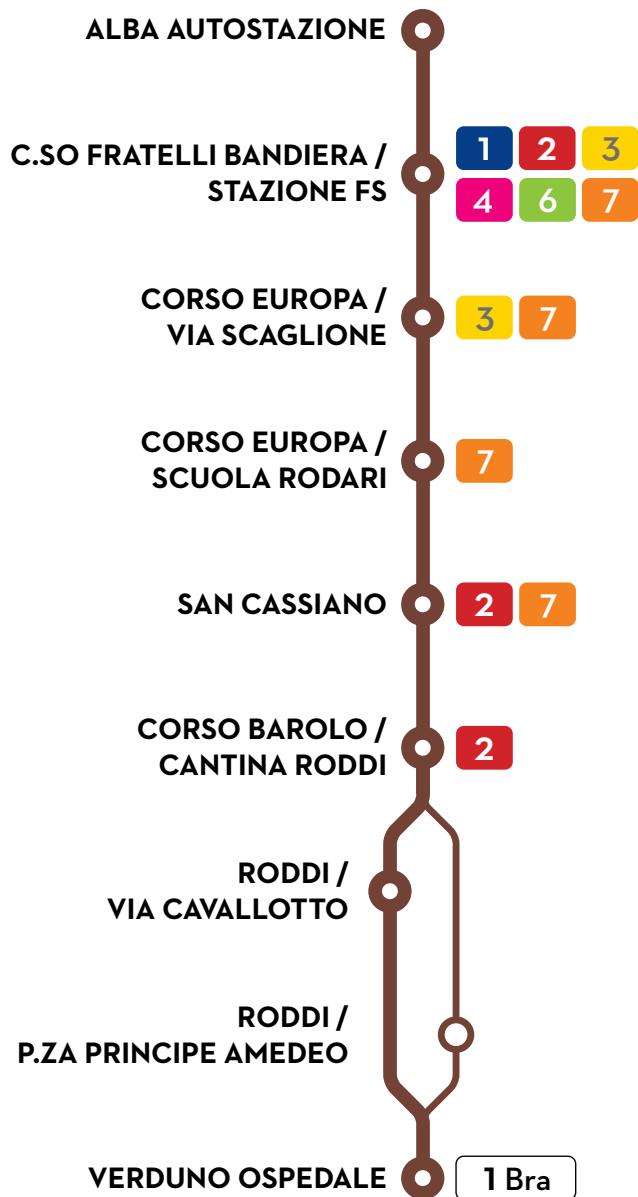 ALBA AUTOSTAZIONE
C.SO FRATELLI BANDIERA /
STAZIONE FS
1 2 3
4 6 7
CORSO EUROPA /
VIA SCAGLIONE
3 7
CORSO EUROPA /
SCUOLA RODARI
7
SAN CASSIANO
2 7
CORSO BAROLO /
CANTINA RODDI
2
RODDI /
VIA CAVALLOTTO
RODDI /
P.ZA PRINCIPE AMEDEO
VERDUNO OSPEDALE
1 Bra